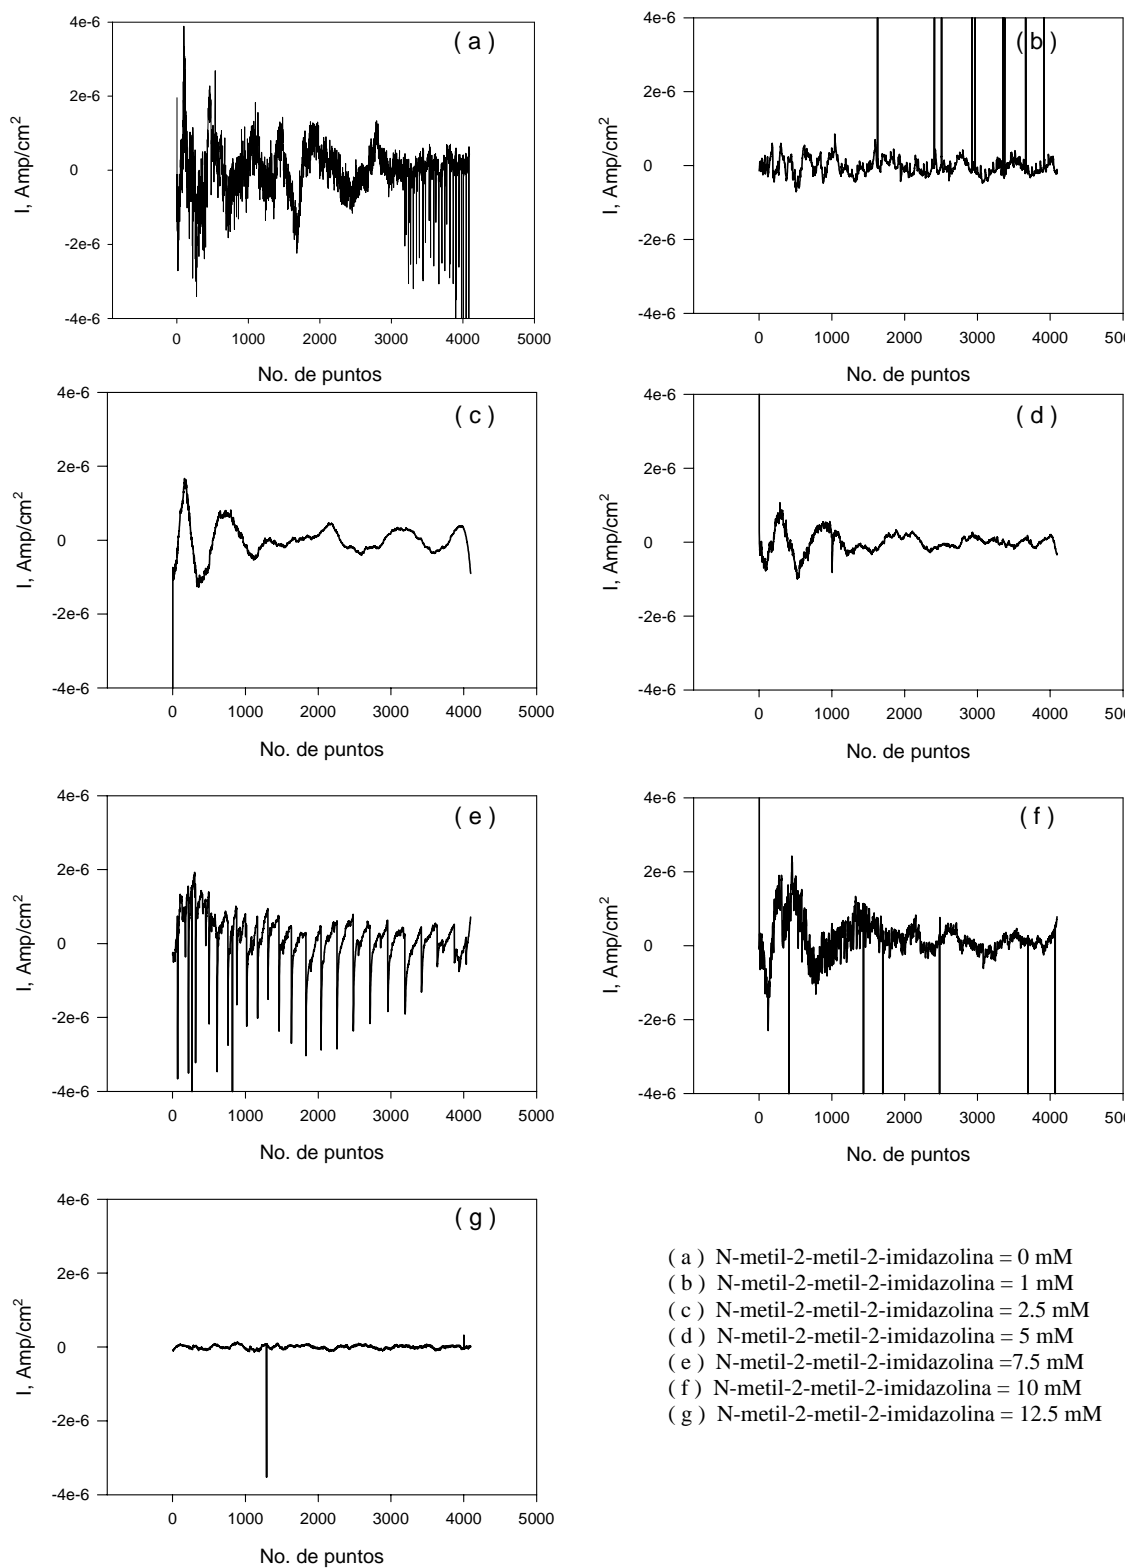 ( a )
4e-6
2e-6
0
-2e-6
-4e-6
I, Amp/cm²
0 1000 2000 3000 4000 5000
No. de puntos
( b )
4e-6
2e-6
0
-2e-6
-4e-6
I, Amp/cm²
0 1000 2000 3000 4000 500
No. de puntos
( c )
4e-6
2e-6
0
-2e-6
-4e-6
I, Amp/cm²
0 1000 2000 3000 4000 5000
No. de puntos
( d )
4e-6
2e-6
0
-2e-6
-4e-6
I, Amp/cm²
0 1000 2000 3000 4000 500
No. de puntos
( e )
4e-6
2e-6
0
-2e-6
-4e-6
I, Amp/cm²
0 1000 2000 3000 4000 5000
No. de puntos
( f )
4e-6
2e-6
0
-2e-6
-4e-6
I, Amp/cm²
0 1000 2000 3000 4000 500
No. de puntos
( g )
4e-6
2e-6
0
-2e-6
-4e-6
I, Amp/cm²
0 1000 2000 3000 4000 5000
No. de puntos
( a ) N-metil-2-metil-2-imidazolina = 0 mM
( b ) N-metil-2-metil-2-imidazolina = 1 mM
( c ) N-metil-2-metil-2-imidazolina = 2.5 mM
( d ) N-metil-2-metil-2-imidazolina = 5 mM
( e ) N-metil-2-metil-2-imidazolina =7.5 mM
( f ) N-metil-2-metil-2-imidazolina = 10 mM
( g ) N-metil-2-metil-2-imidazolina = 12.5 mM